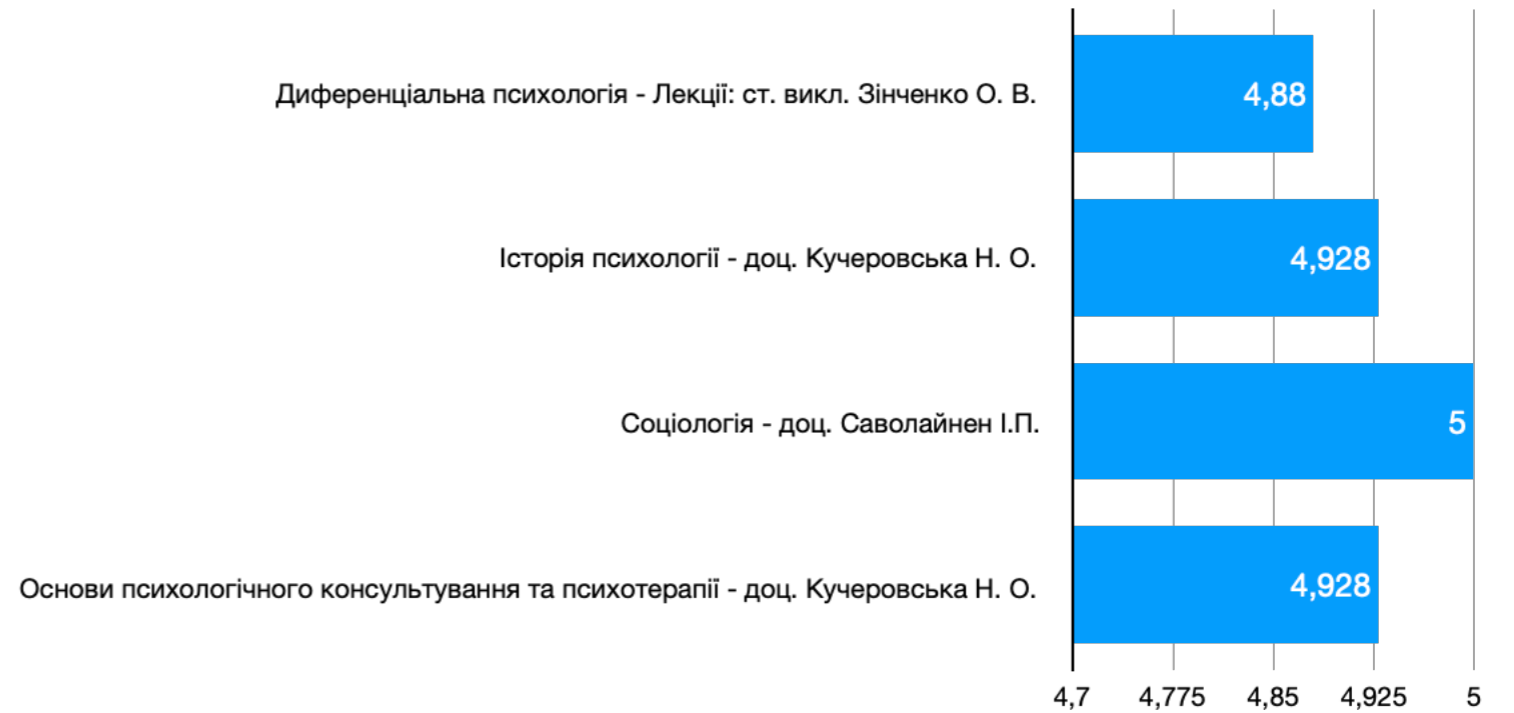 Диференціальна психологія - Лекції: ст. викл. Зінченко О. В.
4,88
Історія психології - доц. Кучеровська Н. О.
4,928
Соціологія - доц. Саволайнен І.П.
5
Основи психологічного консультування та психотерапії - доц. Кучеровська Н. О.
4,928
4,7 4,775 4,85 4,925 5